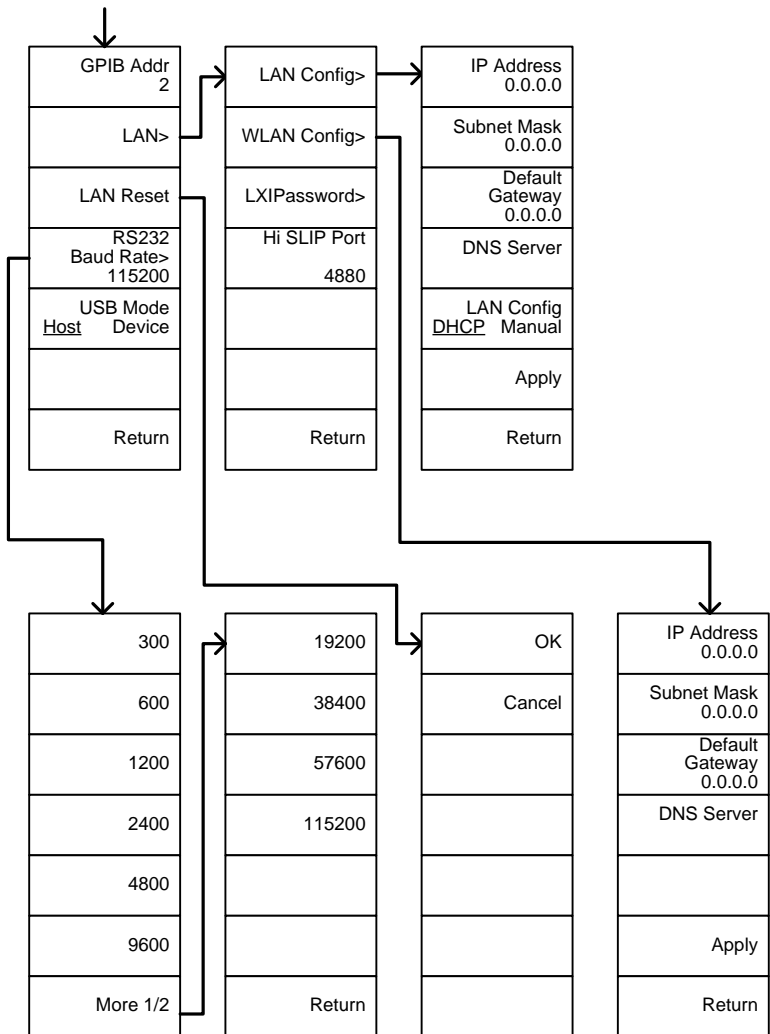 GPIB Addr
2
LAN>
LAN Reset
RS232
Baud Rate>
115200
USB Mode
Host Device
Return
LAN Config>
WLAN Config>
LXIPassword>
Hi SLIP Port
4880
Return
IP Address
0.0.0.0
Subnet Mask
0.0.0.0
Default
Gateway
0.0.0.0
DNS Server
LAN Config
DHCP Manual
Apply
Return
300
600
1200
2400
4800
9600
More 1/2
19200
38400
57600
115200
Return
OK
Cancel
IP Address
0.0.0.0
Subnet Mask
0.0.0.0
Default
Gateway
0.0.0.0
DNS Server
Apply
Return